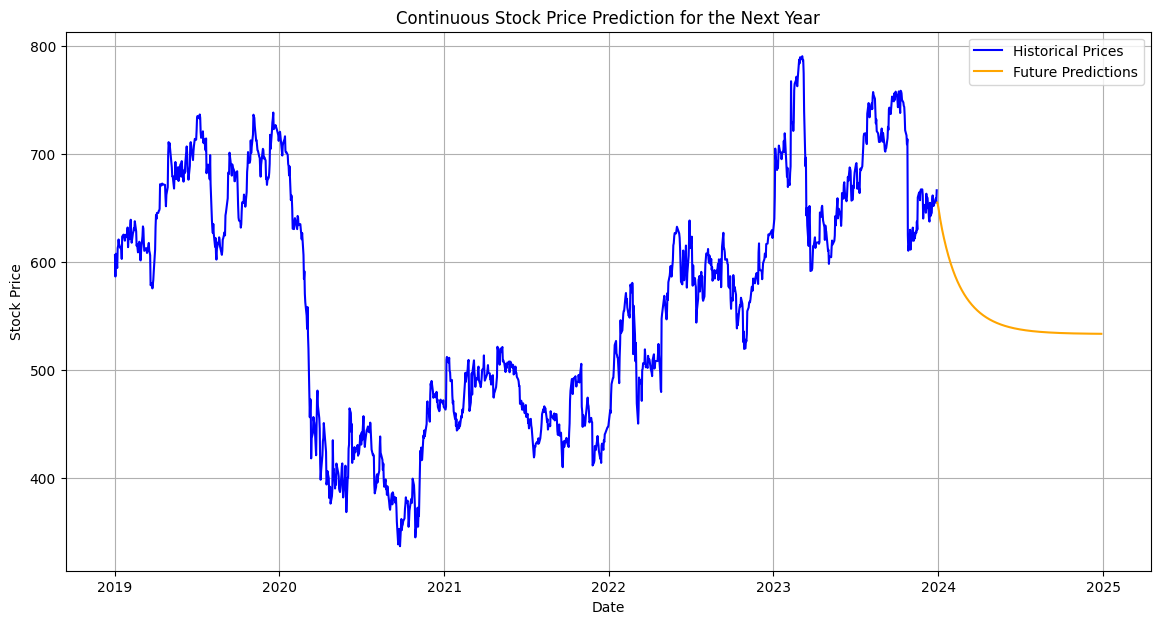 Continuous Stock Price Prediction for the Next Year
Historical Prices
Future Predictions
Stock Price
800
700
600
500
400
2019
2020
2021
2022
2023
2024
2025
Date